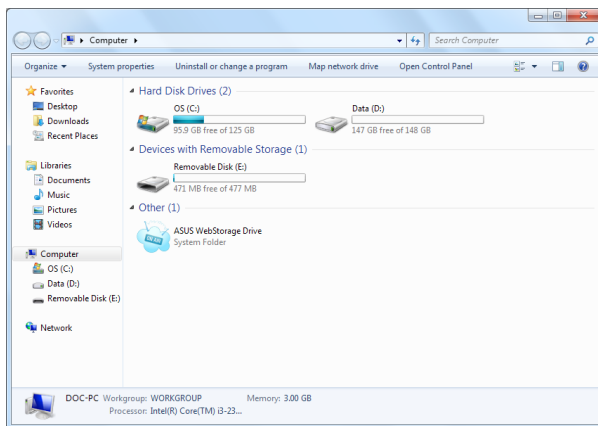 Computer
Search Computer
Organize
System properties
Uninstall or change a program
Map network drive
Open Control Panel
Favorites
Desktop
Downloads
Recent Places
Libraries
Documents
Music
Pictures
Videos
Computer
OS (C:)
Data (D:)
Removable Disk (E:)
Network
Hard Disk Drives (2)
OS (C:)
95.9 GB free of 125 GB
Data (D:)
147 GB free of 148 GB
Devices with Removable Storage (1)
Removable Disk (E:)
471 MB free of 477 MB
Other (1)
ASUS WebStorage Drive
System Folder
DOC-PC Workgroup: WORKGROUP Memory: 3.00 GB
Processor: Intel(R) Core(TM) i3-23...